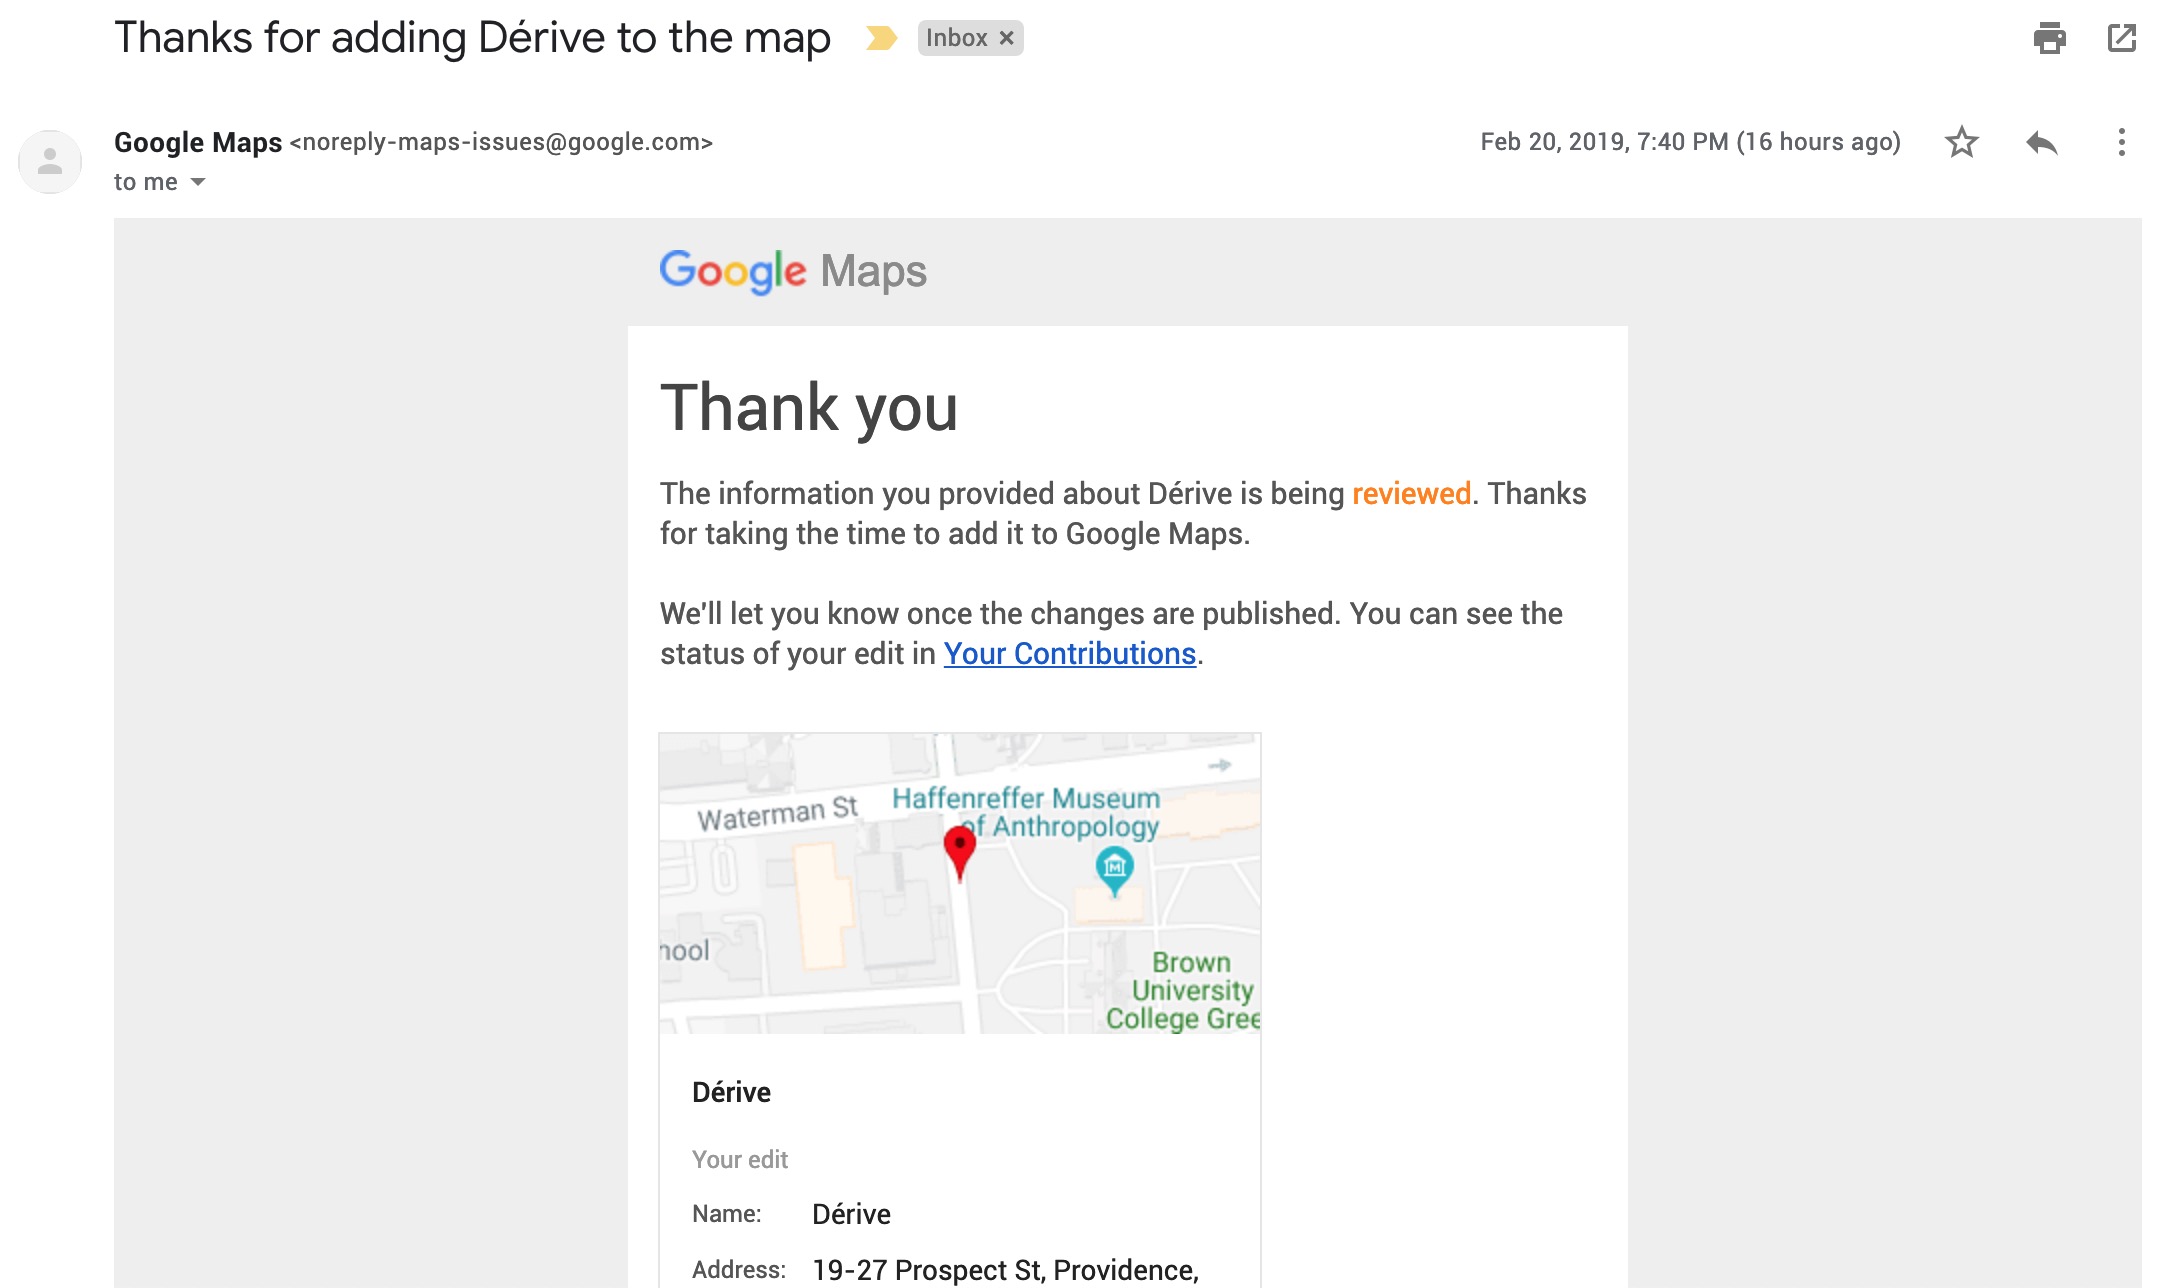 Thanks for adding Dérive to the map
Inbox ×
Google Maps <noreply-maps-issues@google.com>
Feb 20, 2019, 7:40 PM (16 hours ago)
to me
Google Maps
Thank you
The information you provided about Dérive is being reviewed. Thanks
for taking the time to add it to Google Maps.
We'll let you know once the changes are published. You can see the
status of your edit in Your Contributions.
Waterman St
Haffenreffer Museum
of Anthropology
M
hool
Brown
University
College Gree
Dérive
Your edit
Name: Dérive
Address: 19-27 Prospect St, Providence,